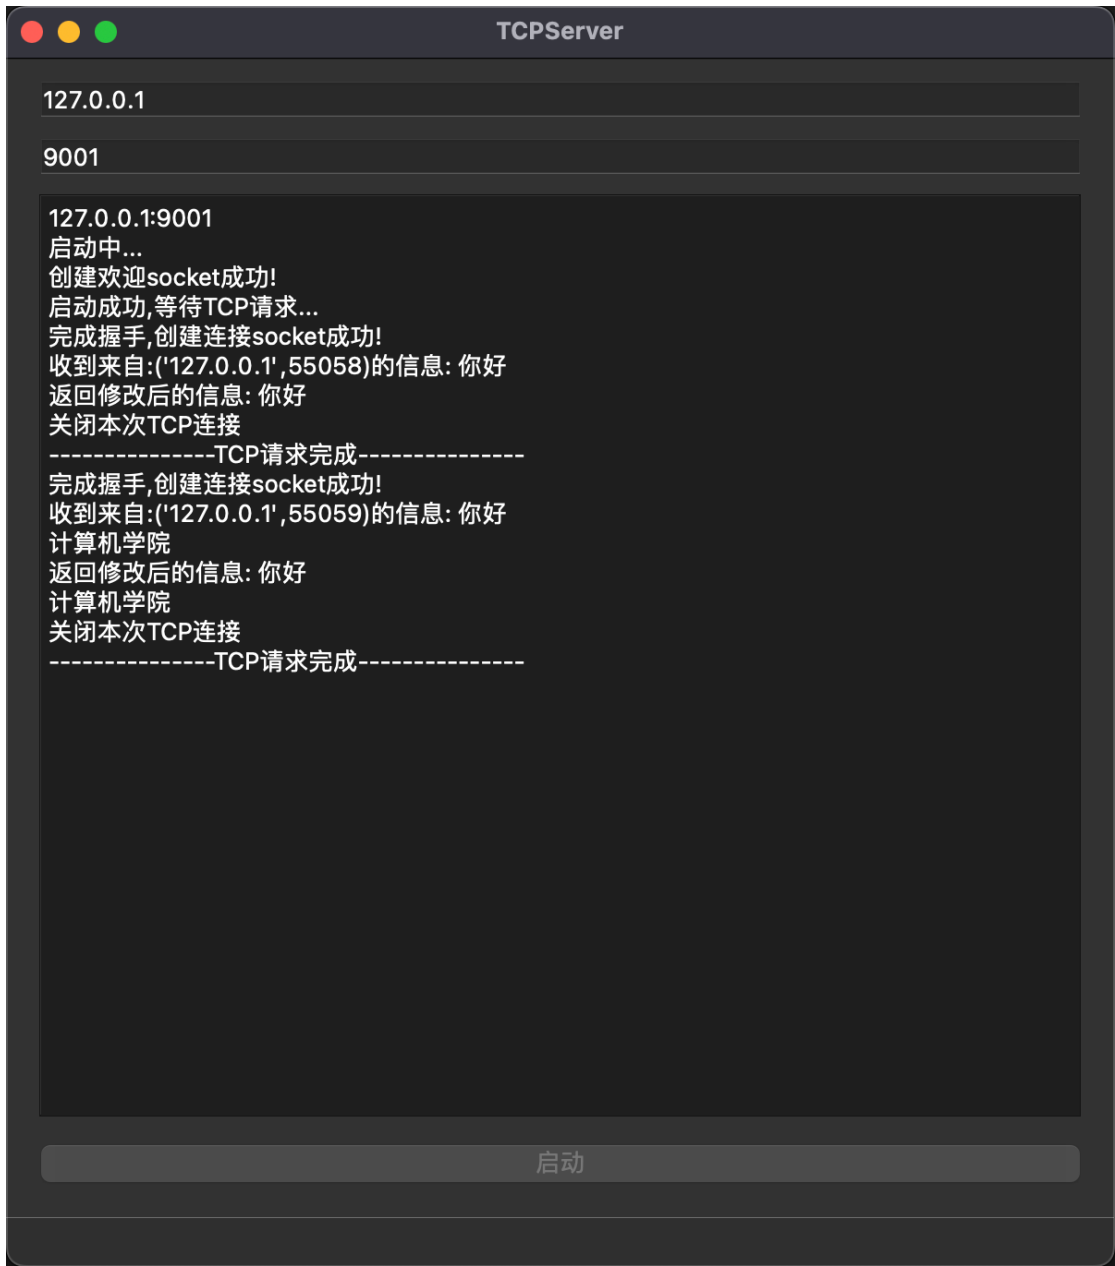 TCPServer
127.0.0.1
9001
127.0.0.1:9001
启动中...
创建欢迎socket成功!
启动成功,等待TCP请求...
完成握手,创建连接socket成功!
收到来自:('127.0.0.1',55058)的信息: 你好
返回修改后的信息: 你好
关闭本次TCP连接
---------------TCP请求完成---------------
完成握手,创建连接socket成功!
收到来自:('127.0.0.1',55059)的信息: 你好
计算机学院
返回修改后的信息: 你好
计算机学院
关闭本次TCP连接
---------------TCP请求完成---------------
启动